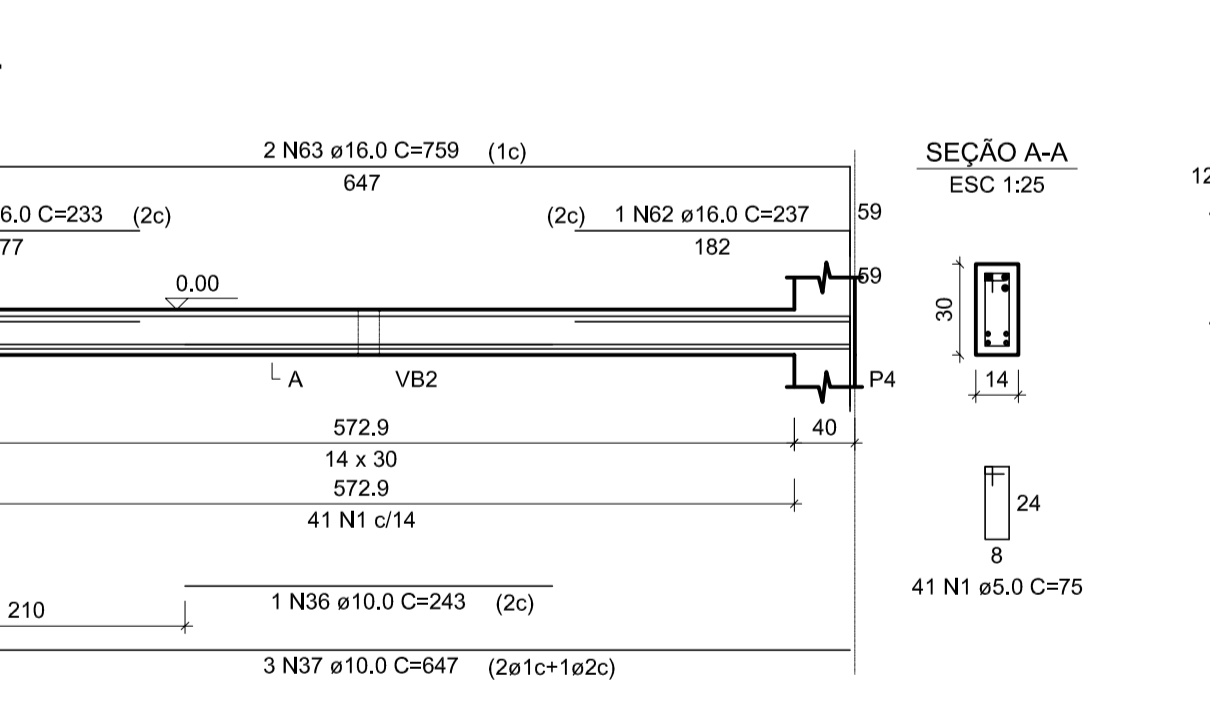 2 N63 ø16.0 C=759 (1c)
647
6.0 C=233 (2c)
77
(2c) 1 N62 ø16.0 C=237
182
59
59
0.00
A
VB2
P4
572.9
40
14 x 30
572.9
41 N1 c/14
210
1 N36 ø10.0 C=243 (2c)
3 N37 ø10.0 C=647 (2ø1c+1ø2c)
SEÇÃO A-A
ESC 1:25
30
14
24
8
41 N1 ø5.0 C=75
12